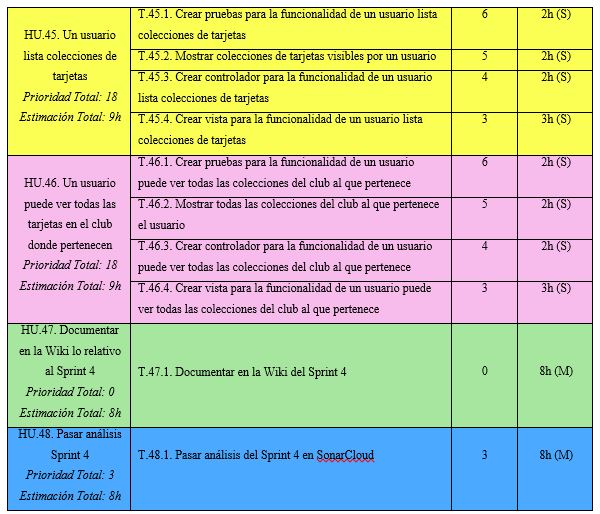 HU.45. Un usuario
lista colecciones de
tarjetas
Prioridad Total: 18
Estimación Total: 9h
T.45.1. Crear pruebas para la funcionalidad de un usuario lista
colecciones de tarjetas
6
2h (S)
T.45.2. Mostrar colecciones de tarjetas visibles por un usuario
5
2h (S)
T.45.3. Crear controlador para la funcionalidad de un usuario
lista colecciones de tarjetas
4
2h (S)
T.45.4. Crear vista para la funcionalidad de un usuario lista
colecciones de tarjetas
3
3h (S)
HU.46. Un usuario
puede ver todas las
tarjetas en el club
donde pertenecen
Prioridad Total: 18
Estimación Total: 9h
T.46.1. Crear pruebas para la funcionalidad de un usuario
puede ver todas las colecciones del club al que pertenece
6
2h (S)
T.46.2. Mostrar todas las colecciones del club al que pertenece
el usuario
5
2h (S)
T.46.3. Crear controlador para la funcionalidad de un usuario
puede ver todas las colecciones del club al que pertenece
4
2h (S)
T.46.4. Crear vista para la funcionalidad de un usuario puede
ver todas las colecciones del club al que pertenece
3
3h (S)
HU.47. Documentar
en la Wiki lo relativo
al Sprint 4
Prioridad Total: 0
Estimación Total: 8h
T.47.1. Documentar en la Wiki del Sprint 4
0
8h (M)
HU.48. Pasar análisis
Sprint 4
Prioridad Total: 3
Estimación Total: 8h
T.48.1. Pasar análisis del Sprint 4 en SonarCloud
3
8h (M)